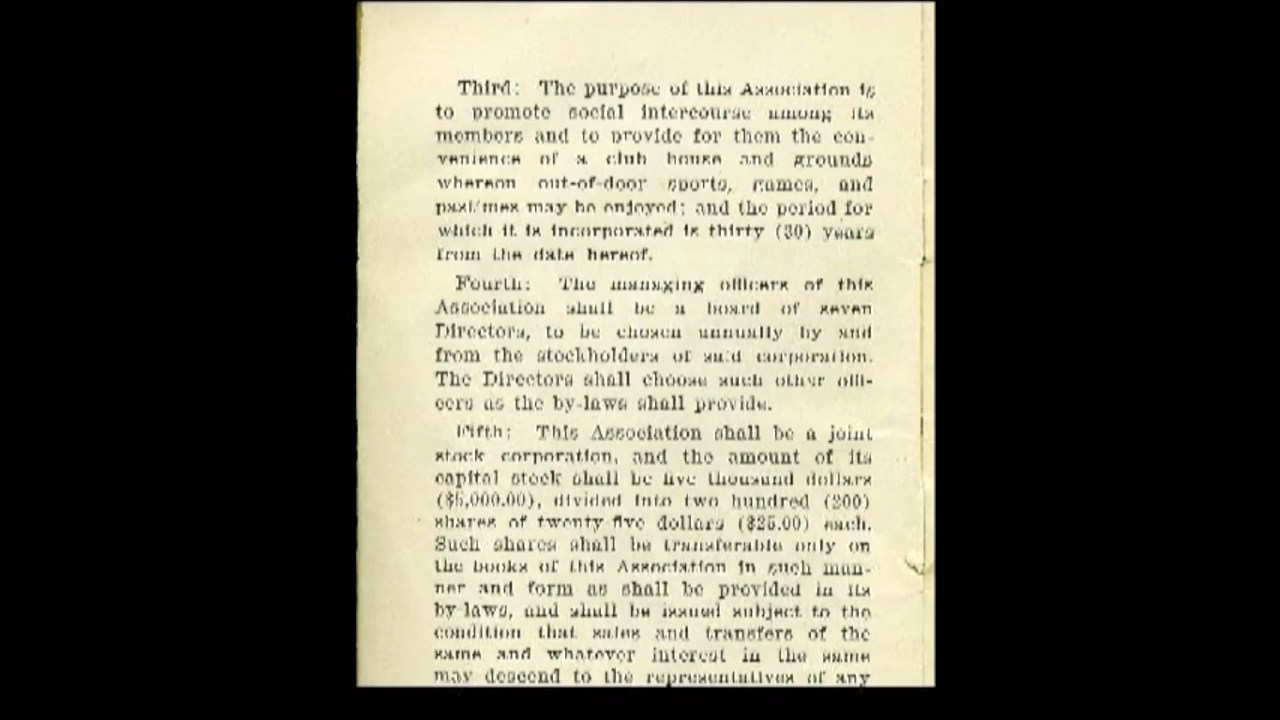 Third: The purpose of this Association is
to promote social intercourse among its
members and to provide for them the con-
venience of a club house and grounds
whereon out-of-door sports, games, and
pastimes may be enjoyed; and the period for
which it is incorporated is thirty (30) years
from the date hereof.
Fourth: The managing officers of this
Association shall be a board of seven
Directors, to be chosen annually by and
from the stockholders of said corporation.
The Directors shall choose such other offi-
cers as the by-laws shall provide.
Fifth: This Association shall be a joint
stock corporation, and the amount of its
capital stock shall be five thousand dollars
($5,000.00), divided into two hundred (200)
shares of twenty-five dollars ($25.00) each.
Such shares shall be transferable only on
the books of this Association in such man-
ner and form as shall be provided in its
by-laws, and shall be issued subject to the
condition that sales and transfers of the
same and whatever interest in the same
may descend to the representatives of any